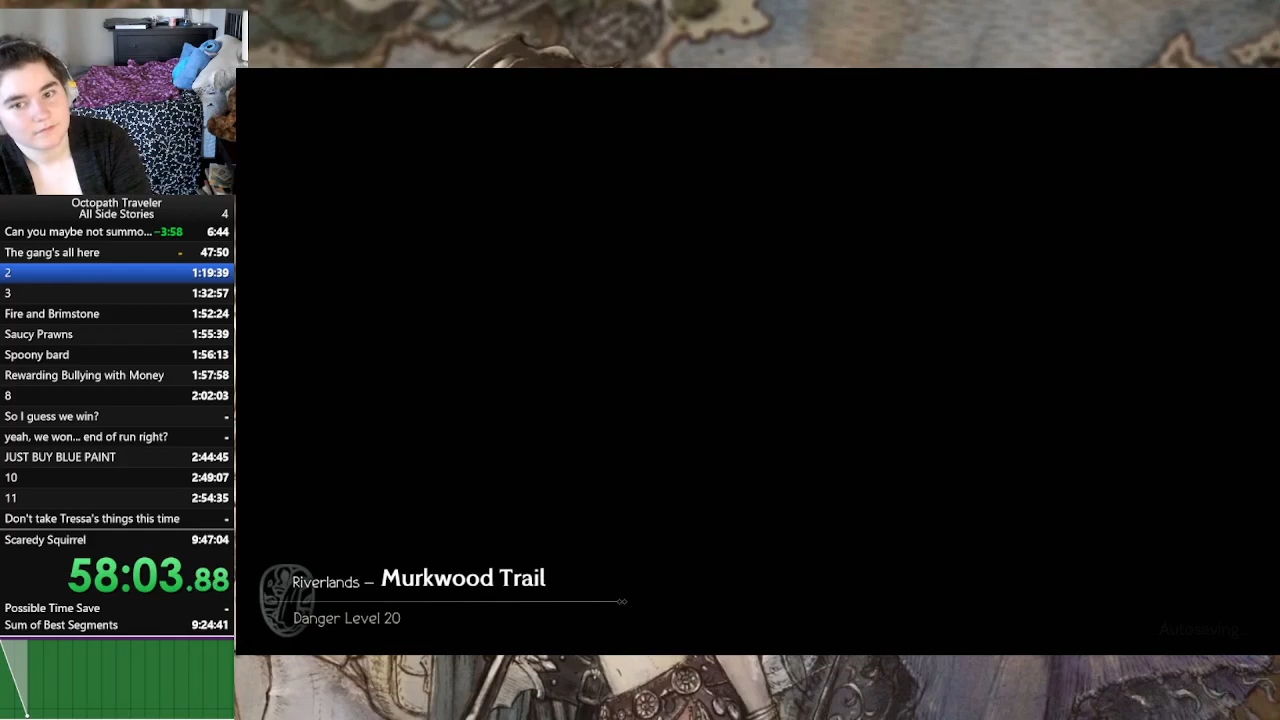 Octopath Traveler
All Side Stories 4
Can you maybe not summo... -3:58 6:44
The gang's all here - 47:50
2 1:19:39
3 1:32:57
Fire and Brimstone 1:52:24
Saucy Prawns 1:55:39
Spoony bard 1:56:13
Rewarding Bullying with Money 1:57:58
8 2:02:03
So I guess we win? -
yeah, we won... end of run right? -
JUST BUY BLUE PAINT 2:44:45
10 2:49:07
11 2:54:35
Don't take Tressa's things this time -
Scaredy Squirrel 9:47:04
58:03.88
Possible Time Save -
Sum of Best Segments 9:24:41
Riverlands – Murkwood Trail
Danger Level 20
Autosaving...